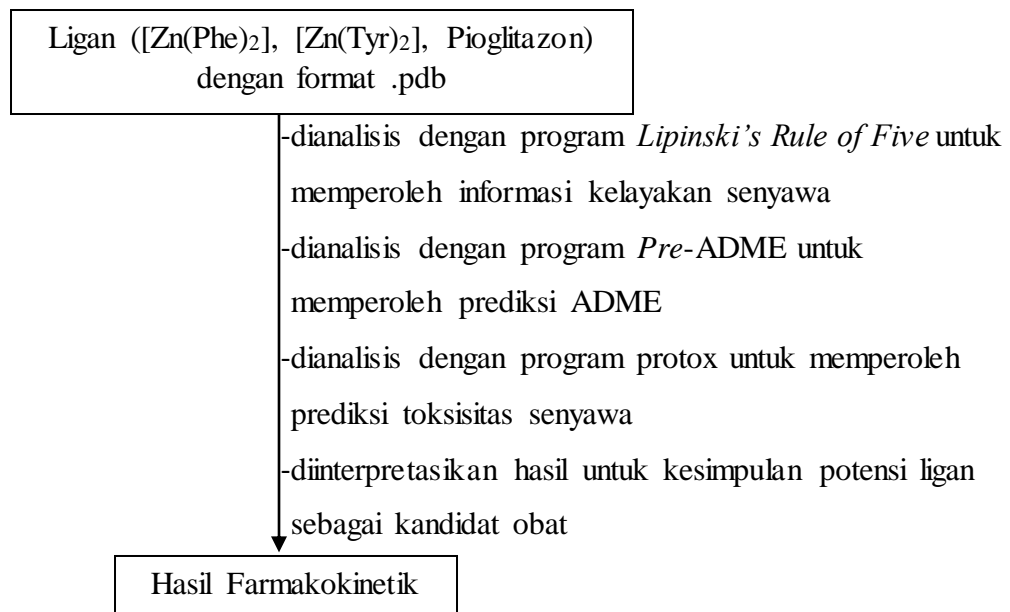 Ligan ([Zn(Phe)₂], [Zn(Tyr)₂], Pioglitazon)
dengan format .pdb
-dianalisis dengan program Lipinski’s Rule of Five untuk
memperoleh informasi kelayakan senyawa
-dianalisis dengan program Pre-ADME untuk
memperoleh prediksi ADME
-dianalisis dengan program protox untuk memperoleh
prediksi toksisitas senyawa
-diinterpretasikan hasil untuk kesimpulan potensi ligan
sebagai kandidat obat
Hasil Farmakokinetik